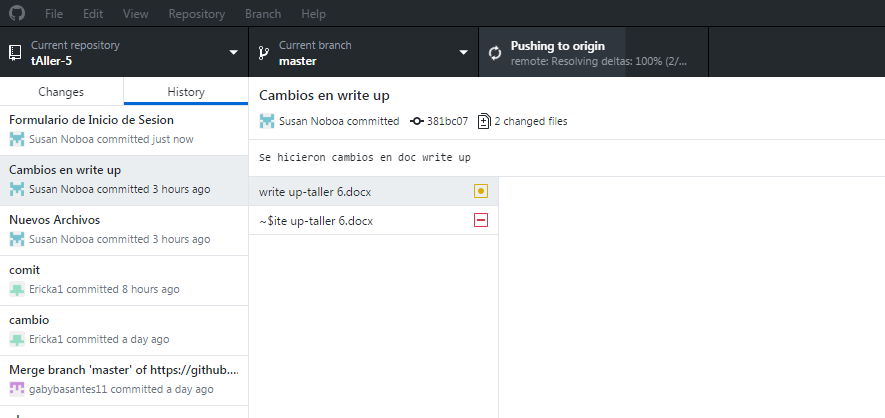 File Edit View Repository Branch Help
Current repository
tAller-5
Current branch
master
Pushing to origin
remote: Resolving deltas: 100% (2/...
Changes
History
Formulario de Inicio de Sesion
Susan Noboa committed just now
Cambios en write up
Susan Noboa committed 3 hours ago
Nuevos Archivos
Susan Noboa committed 3 hours ago
comit
Ericka1 committed 8 hours ago
cambio
Ericka1 committed a day ago
Merge branch 'master' of https://github....
gabybasantes11 committed a day ago
Cambios en write up
Susan Noboa committed 381bc07 2 changed files
Se hicieron cambios en doc write up
write up-taller 6.docx
~$ite up-taller 6.docx